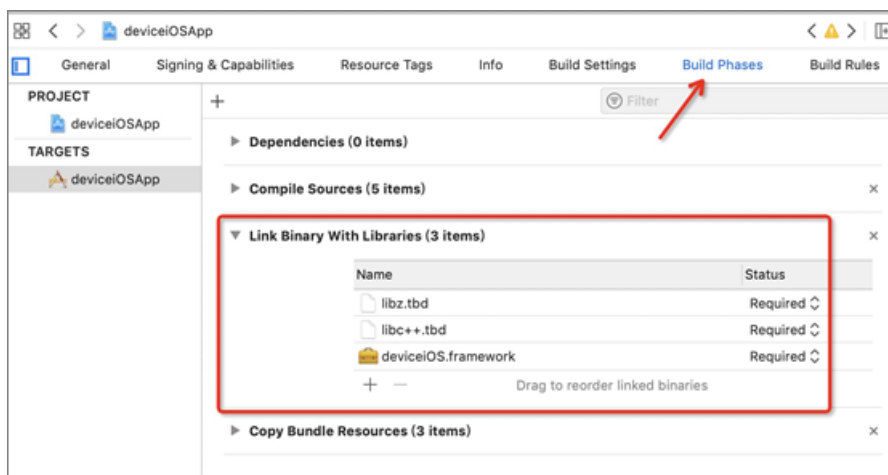 deviceiOSApp
General Signing & Capabilities Resource Tags Info Build Settings Build Phases Build Rules
PROJECT
deviceiOSApp
TARGETS
deviceiOSApp
+ Filter
Dependencies (0 items)
Compile Sources (5 items) ×
Link Binary With Libraries (3 items) ×
Name Status
libz.tbd Required
libc++.tbd Required
deviceiOS.framework Required
+ — Drag to reorder linked binaries
Copy Bundle Resources (3 items) ×